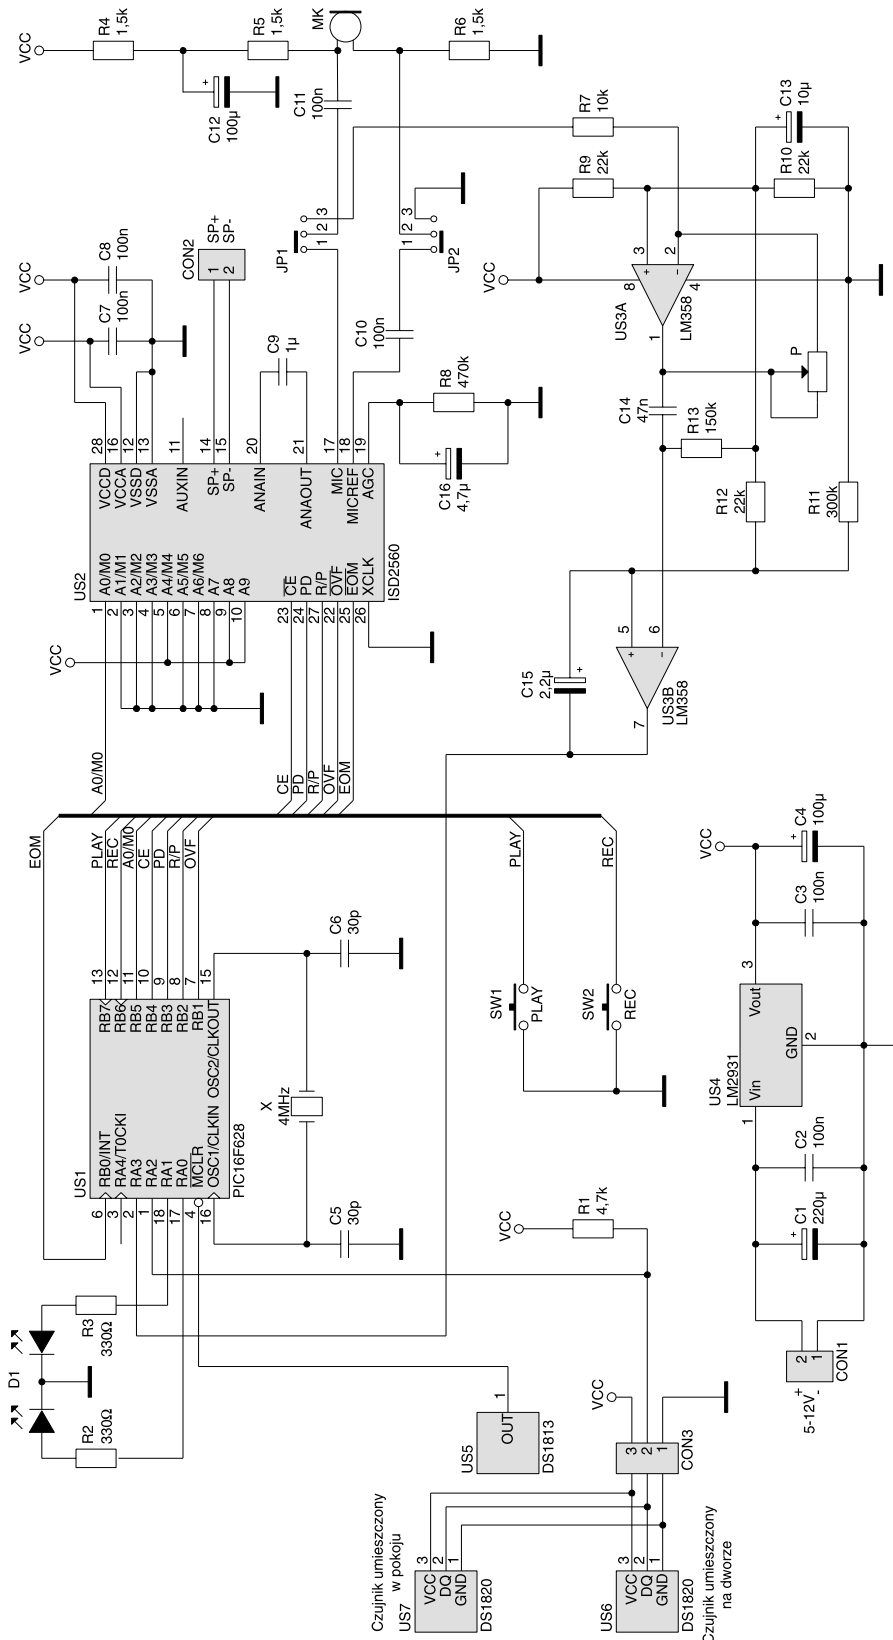 VCC
R4
1,5k
R5
1,5k
MK
R6
1,5k
+
C12
100µ
C11
100n
R7
10k
R9
22k
R10
22k
+
C13
10µ
VCC
VCC
C8
100n
C7
100n
CON2
SP+
SP-
1
2
JP1
1 2 3
JP2
1 2 3
C9
1µ
C10
100n
R8
470k
+
C16
4,7µ
VCC
8
3
+
2
-
4
1
US3A
LM358
P
C14
47n
R13
150k
R12
22k
R11
300k
28
16
12
13
11
14
15
20
21
17
18
19
VCCD
VCCA
VSSD
VSSA
AUXIN
SP+
SP-
ANAIN
ANAOUT
MIC
MICREF
AGC
US2
ISD2560
A0/M0
A1/M1
A2/M2
A3/M3
A4/M4
A5/M5
A6/M6
A7
A8
A9
CE
PD
R/P
OVF
EOM
XCLK
1
2
3
4
5
6
7
8
9
10
23
24
27
22
25
26
VCC
A0/M0
CE
PD
R/P
OVF
EOM
5
+
6
-
7
US3B
LM358
C15
2,2µ
+
EOM
PLAY
REC
A0/M0
CE
PD
R/P
OVF
PLAY
REC
13
12
11
10
9
8
7
15
RB7
RB6
RB5
RB4
RB3
RB2
RB1
OSC2/CLKOUT
US1
PIC16F628
RB0/INT
RA4/T0CKI
RA3
RA2
RA1
RA0
MCLR
OSC1/CLKIN
6
3
2
1
18
17
4
16
C6
30p
X
4MHz
C5
30p
SW1
PLAY
SW2
REC
VCC
+
C4
100µ
C3
100n
3
Vout
GND
2
Vin
1
US4
LM2931
C2
100n
+
C1
220µ
2
1
CON1
5-12V
+
-
VCC
R1
4,7k
D1
R3
330Ω
R2
330Ω
1
OUT
US5
DS1813
VCC
3
2
1
CON3
Czujnik umieszczony
w pokoju
US7
VCC
DQ
GND
3
2
1
DS1820
US6
VCC
DQ
GND
3
2
1
DS1820
Czujnik umieszczony
na dworze